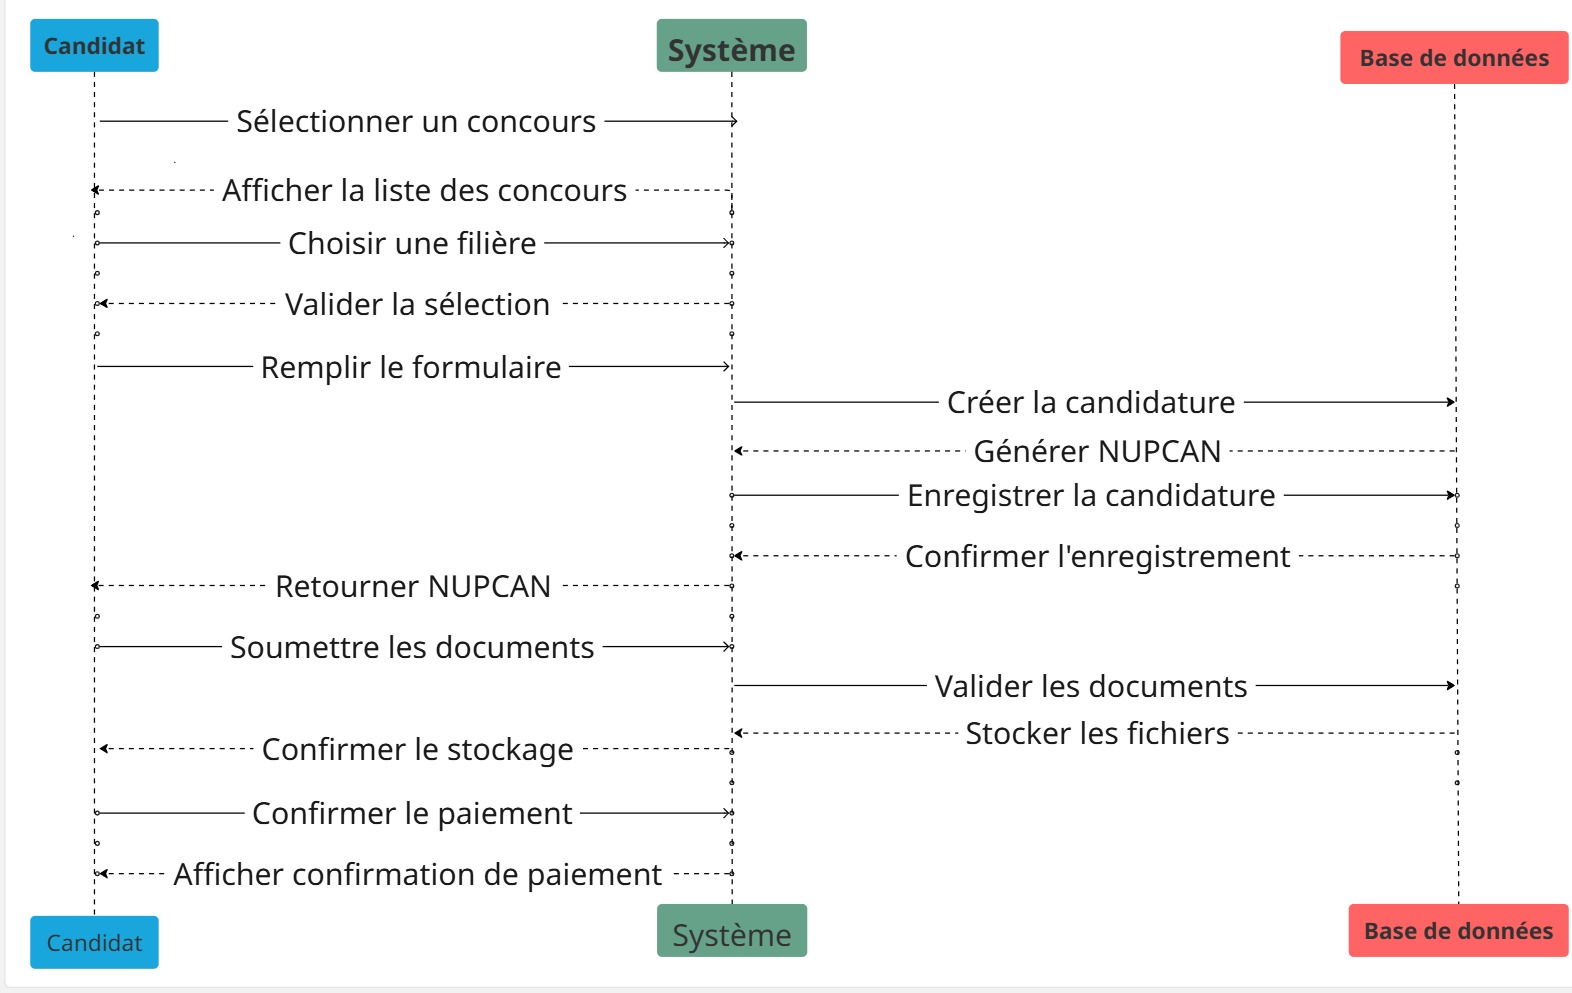 Candidat
Système
Base de données
Sélectionner un concours
Afficher la liste des concours
Choisir une filière
Valider la sélection
Remplir le formulaire
Créer la candidature
Générer NUPCAN
Enregistrer la candidature
Confirmer l'enregistrement
Retourner NUPCAN
Soumettre les documents
Valider les documents
Stocker les fichiers
Confirmer le stockage
Confirmer le paiement
Afficher confirmation de paiement
Candidat
Système
Base de données